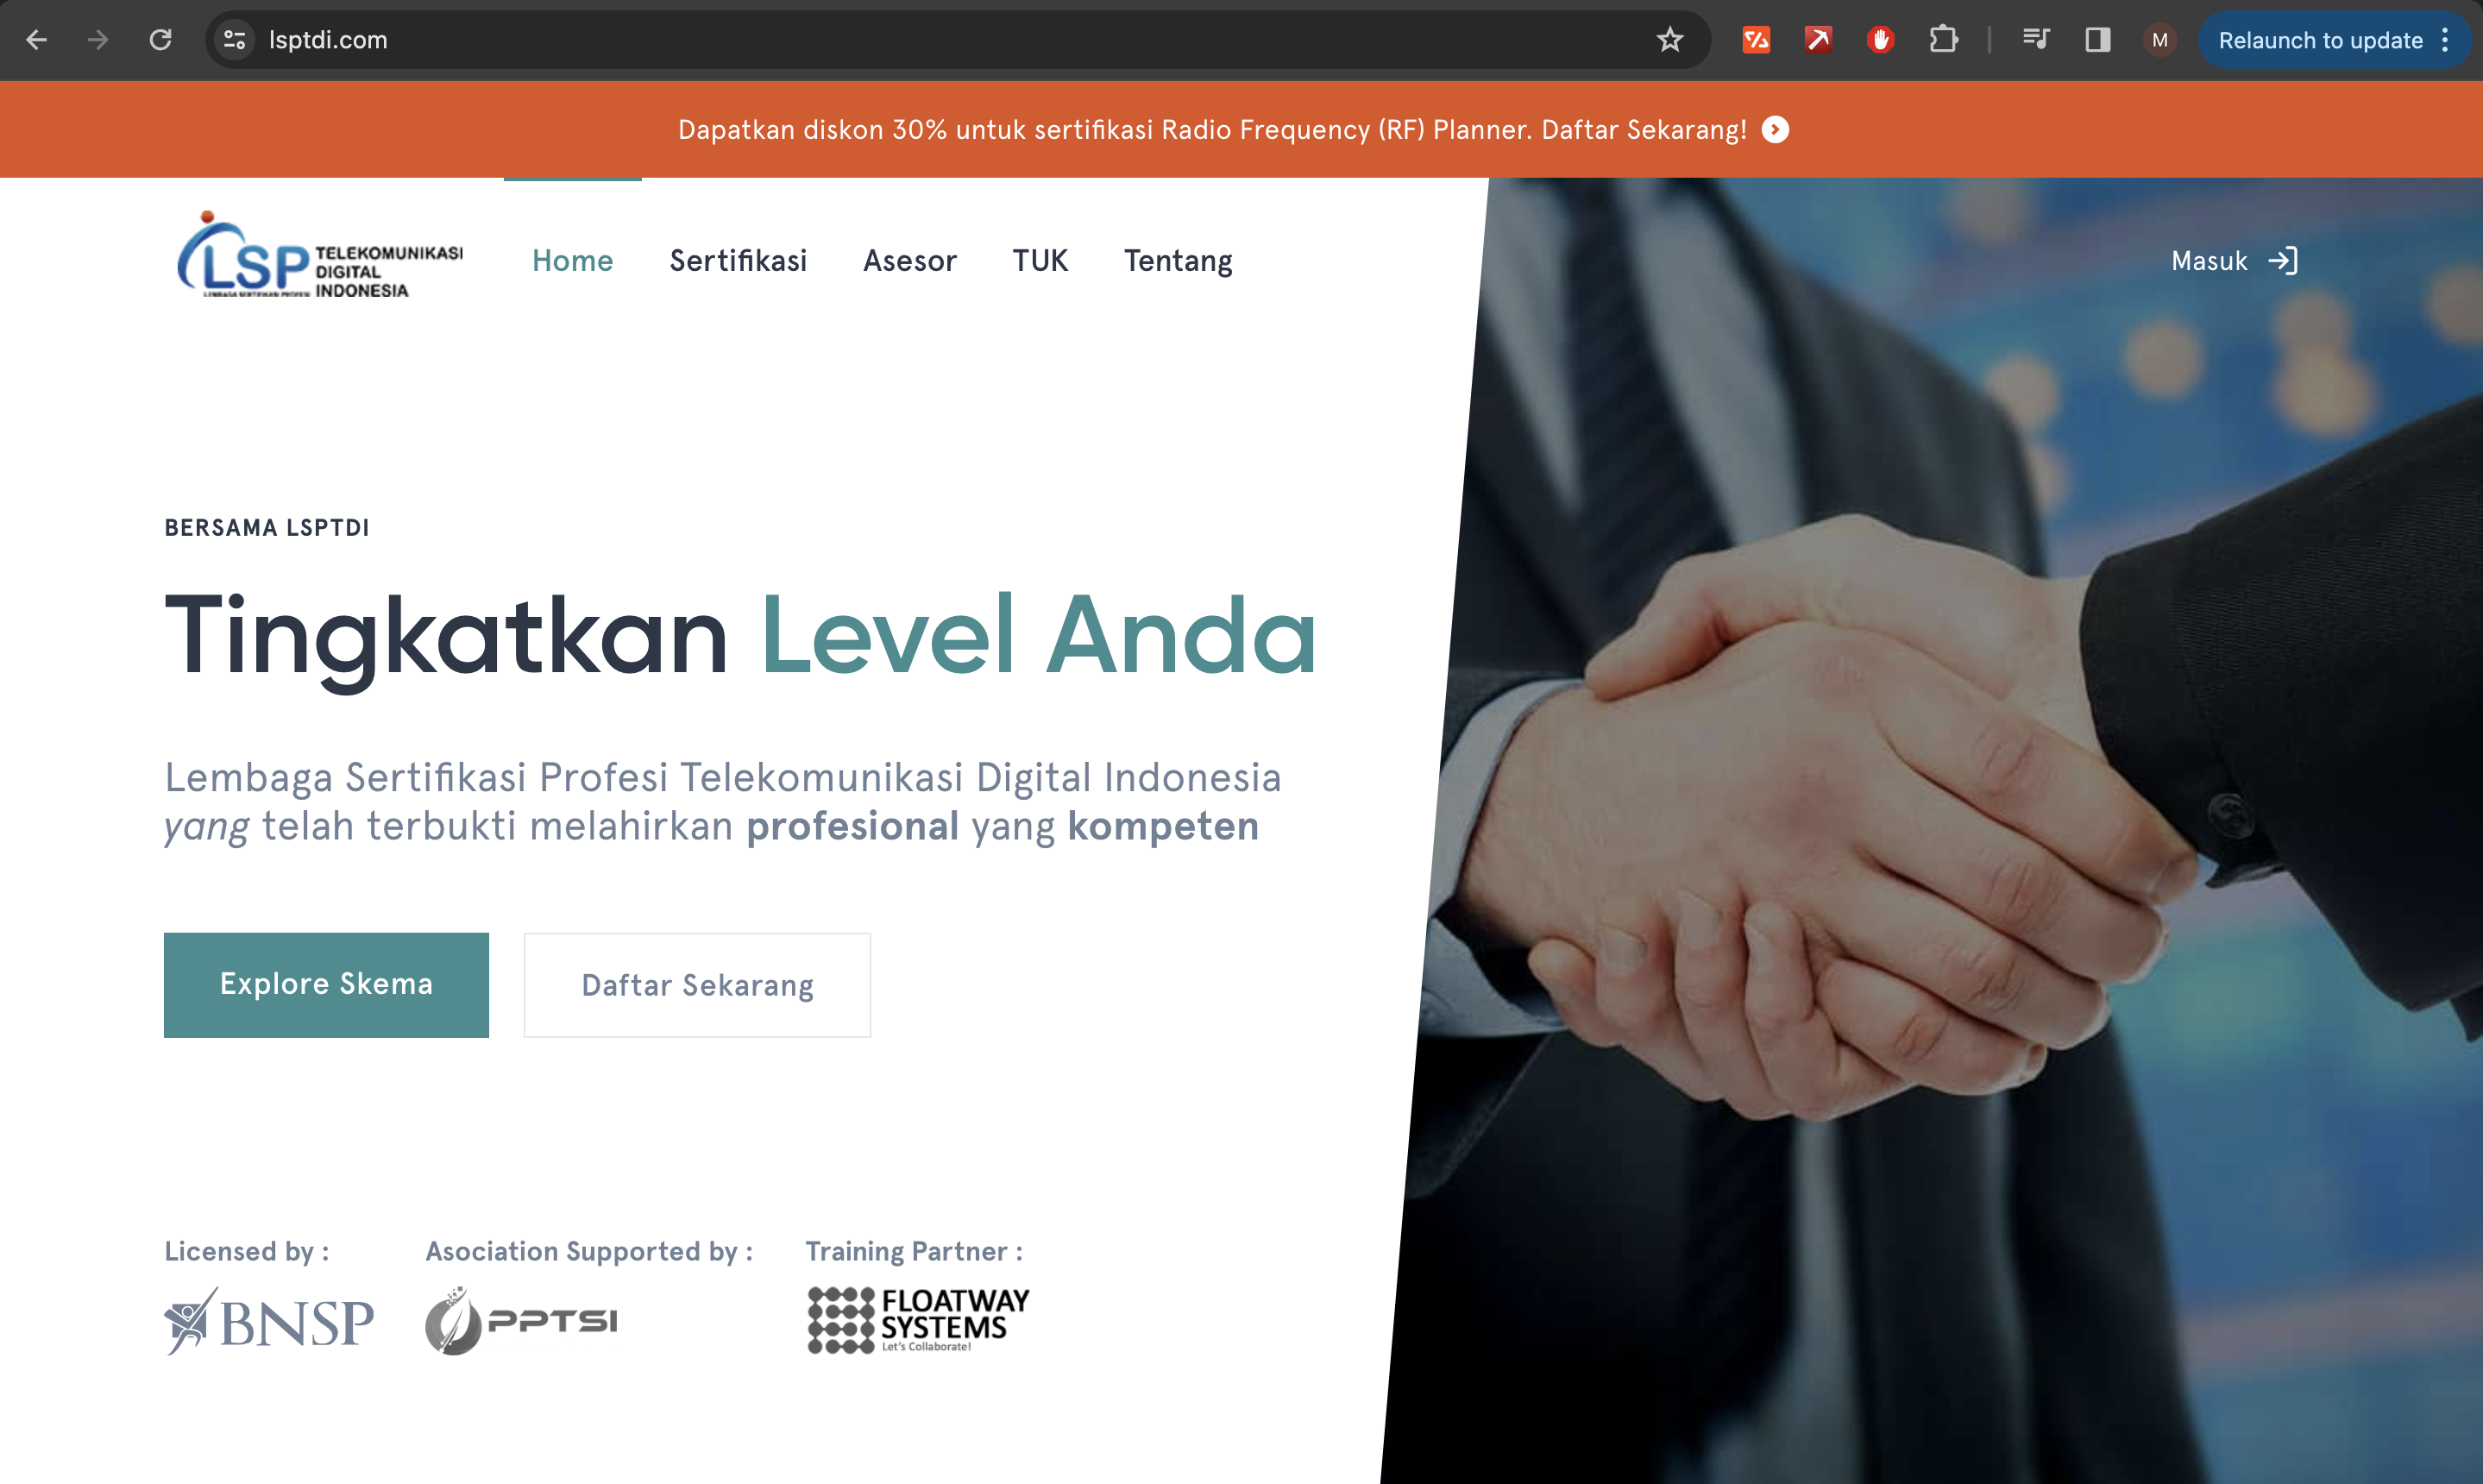 lsptdi.com
M
Relaunch to update
Dapatkan diskon 30% untuk sertifikasi Radio Frequency (RF) Planner. Daftar Sekarang!
LSP TELEKOMUNIKASI
DIGITAL
INDONESIA
LEMBAGA SERTIFIKASI PROFESI
Home Sertifikasi Asesor TUK Tentang
Masuk
BERSAMA LSPTDI
Tingkatkan Level Anda
Lembaga Sertifikasi Profesi Telekomunikasi Digital Indonesia
yang telah terbukti melahirkan profesional yang kompeten
Explore Skema
Daftar Sekarang
Licensed by :
BNSP
Asociation Supported by :
PPTSI
Training Partner :
FLOATWAY
SYSTEMS
Let's Collaborate!